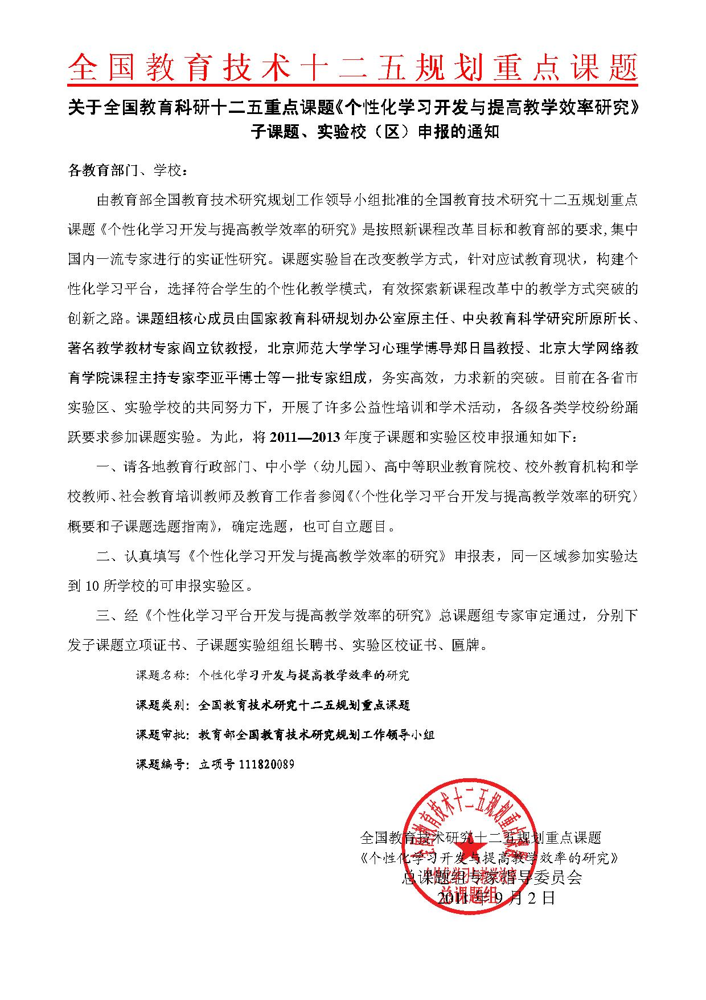 全国教育技术十二五规划重点课题
关于全国教育科研十二五重点课题《个性化学习开发与提高教学效率研究》
子课题、实验校（区）申报的通知
各教育部门、学校：
由教育部全国教育技术研究规划工作领导小组批准的全国教育技术研究十二五规划重点
课题《个性化学习开发与提高教学效率的研究》是按照新课程改革目标和教育部的要求,集中
国内一流专家进行的实证性研究。课题实验旨在改变教学方式，针对应试教育现状，构建个
性化学习平台，选择符合学生的个性化教学模式，有效探索新课程改革中的教学方式突破的
创新之路。课题组核心成员由国家教育科研规划办公室原主任、中央教育科学研究所原所长、
著名教学教材专家阎立钦教授，北京师范大学学习心理学博导郑日昌教授、北京大学网络教
育学院课程主持专家李亚平博士等一批专家组成，务实高效，力求新的突破。目前在各省市
实验区、实验学校的共同努力下，开展了许多公益性培训和学术活动，各级各类学校纷纷踊
跃要求参加课题实验。为此，将 2011—2013 年度子课题和实验区校申报通知如下：
一、请各地教育行政部门、中小学（幼儿园）、高中等职业教育院校、校外教育机构和学
校教师、社会教育培训教师及教育工作者参阅《〈个性化学习平台开发与提高教学效率的研究〉
概要和子课题选题指南》，确定选题，也可自立题目。
二、认真填写《个性化学习开发与提高教学效率的研究》申报表，同一区域参加实验达
到 10 所学校的可申报实验区。
三、经《个性化学习平台开发与提高教学效率的研究》总课题组专家审定通过，分别下
发子课题立项证书、子课题实验组组长聘书、实验区校证书、匾牌。
课题名称：个性化学习开发与提高教学效率的研究
课题类别：全国教育技术研究十二五规划重点课题
课题审批：教育部全国教育技术研究规划工作领导小组
课题编号：立项号 111820089
全国教育技术十二五规划重点课题
全国教育技术研究十二五规划重点课题
《个性化学习开发与提高教学效率的研究》
个性化学习与教学效率
总课题组专家指导委员会
总课题组
2011 年 9 月 2 日